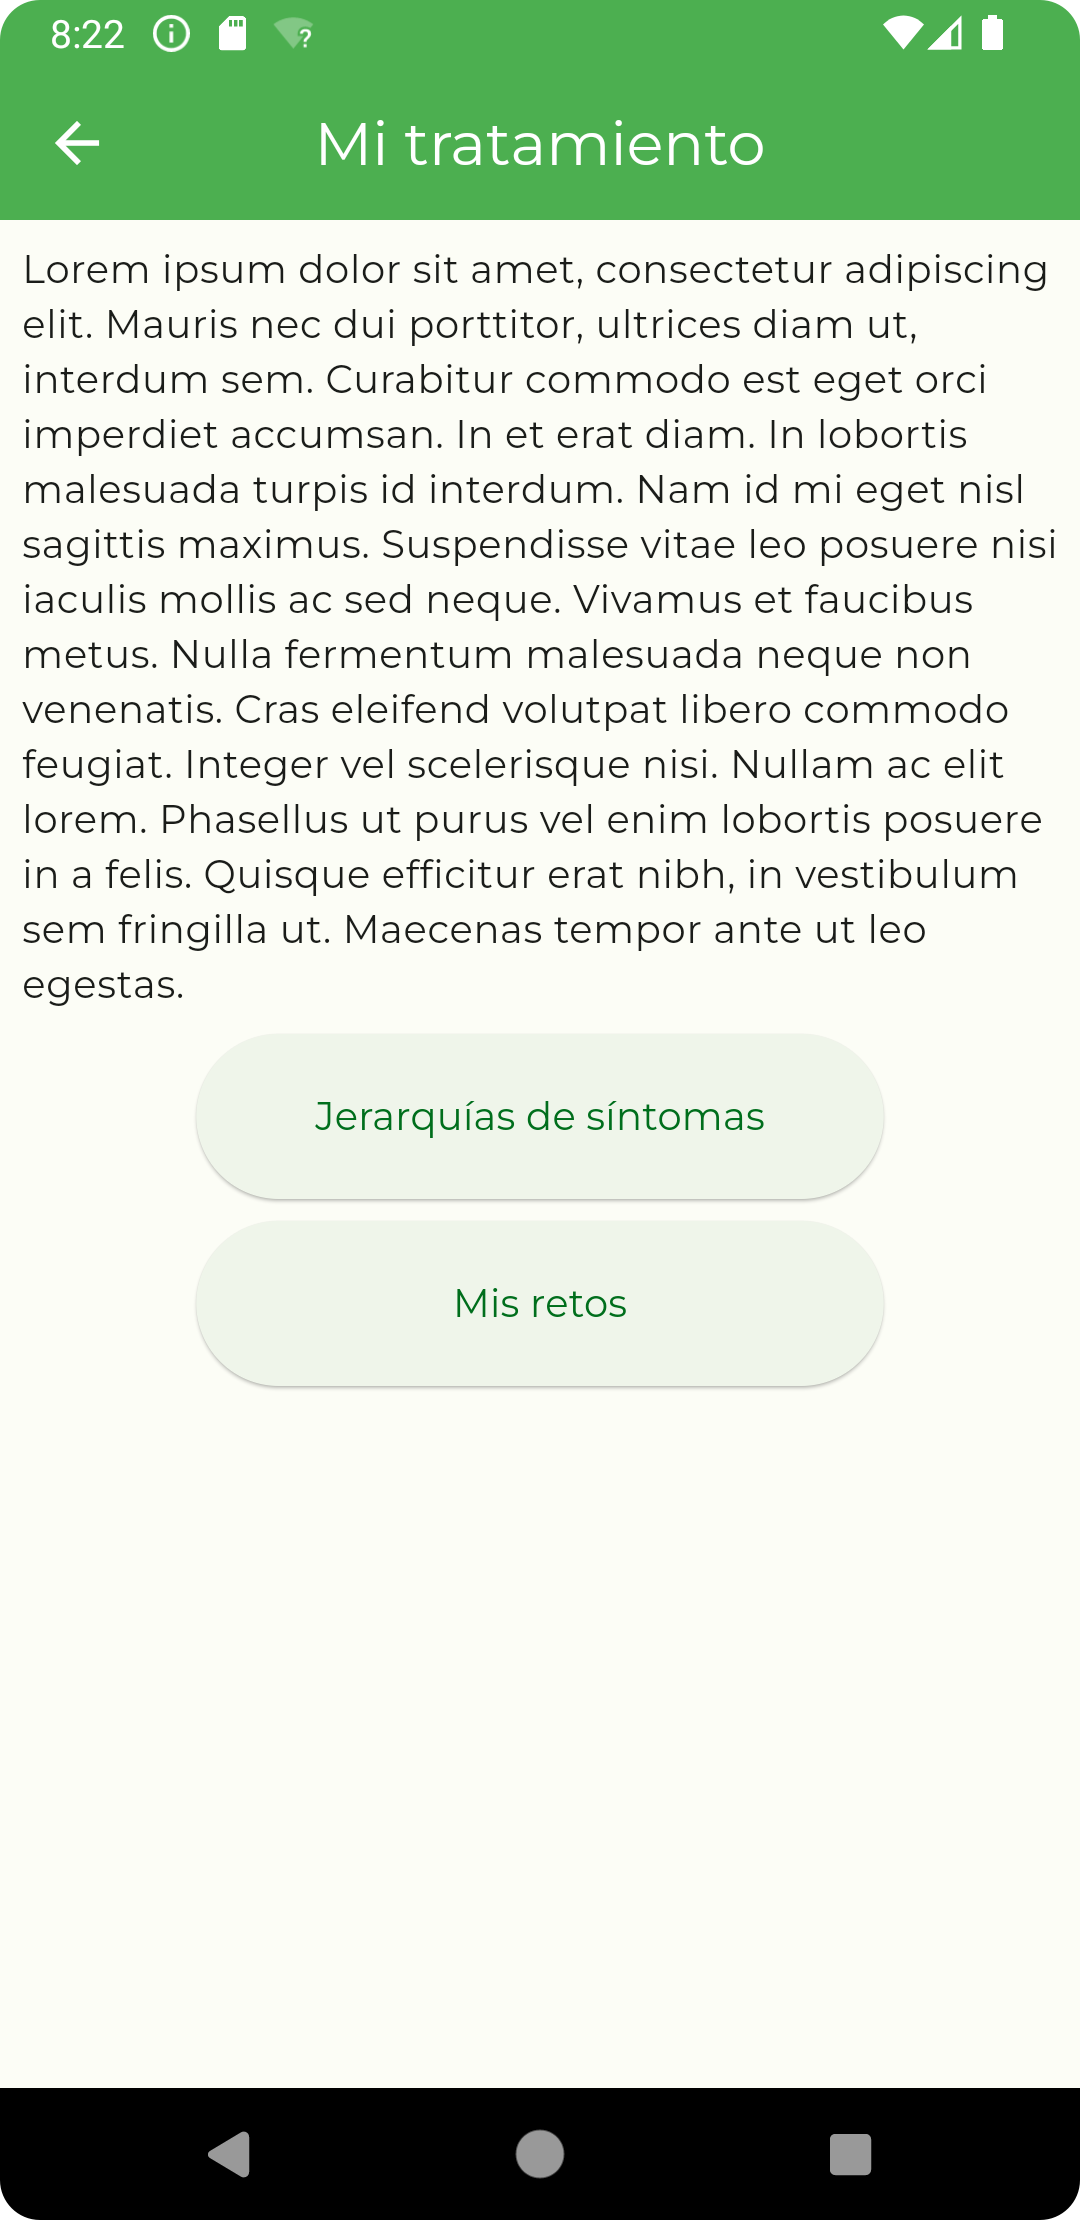 8:22
Mi tratamiento
Lorem ipsum dolor sit amet, consectetur adipiscing
elit. Mauris nec dui porttitor, ultrices diam ut,
interdum sem. Curabitur commodo est eget orci
imperdiet accumsan. In et erat diam. In lobortis
malesuada turpis id interdum. Nam id mi eget nisl
sagittis maximus. Suspendisse vitae leo posuere nisi
iaculis mollis ac sed neque. Vivamus et faucibus
metus. Nulla fermentum malesuada neque non
venenatis. Cras eleifend volutpat libero commodo
feugiat. Integer vel scelerisque nisi. Nullam ac elit
lorem. Phasellus ut purus vel enim lobortis posuere
in a felis. Quisque efficitur erat nibh, in vestibulum
sem fringilla ut. Maecenas tempor ante ut leo
egestas.
Jerarquías de síntomas
Mis retos